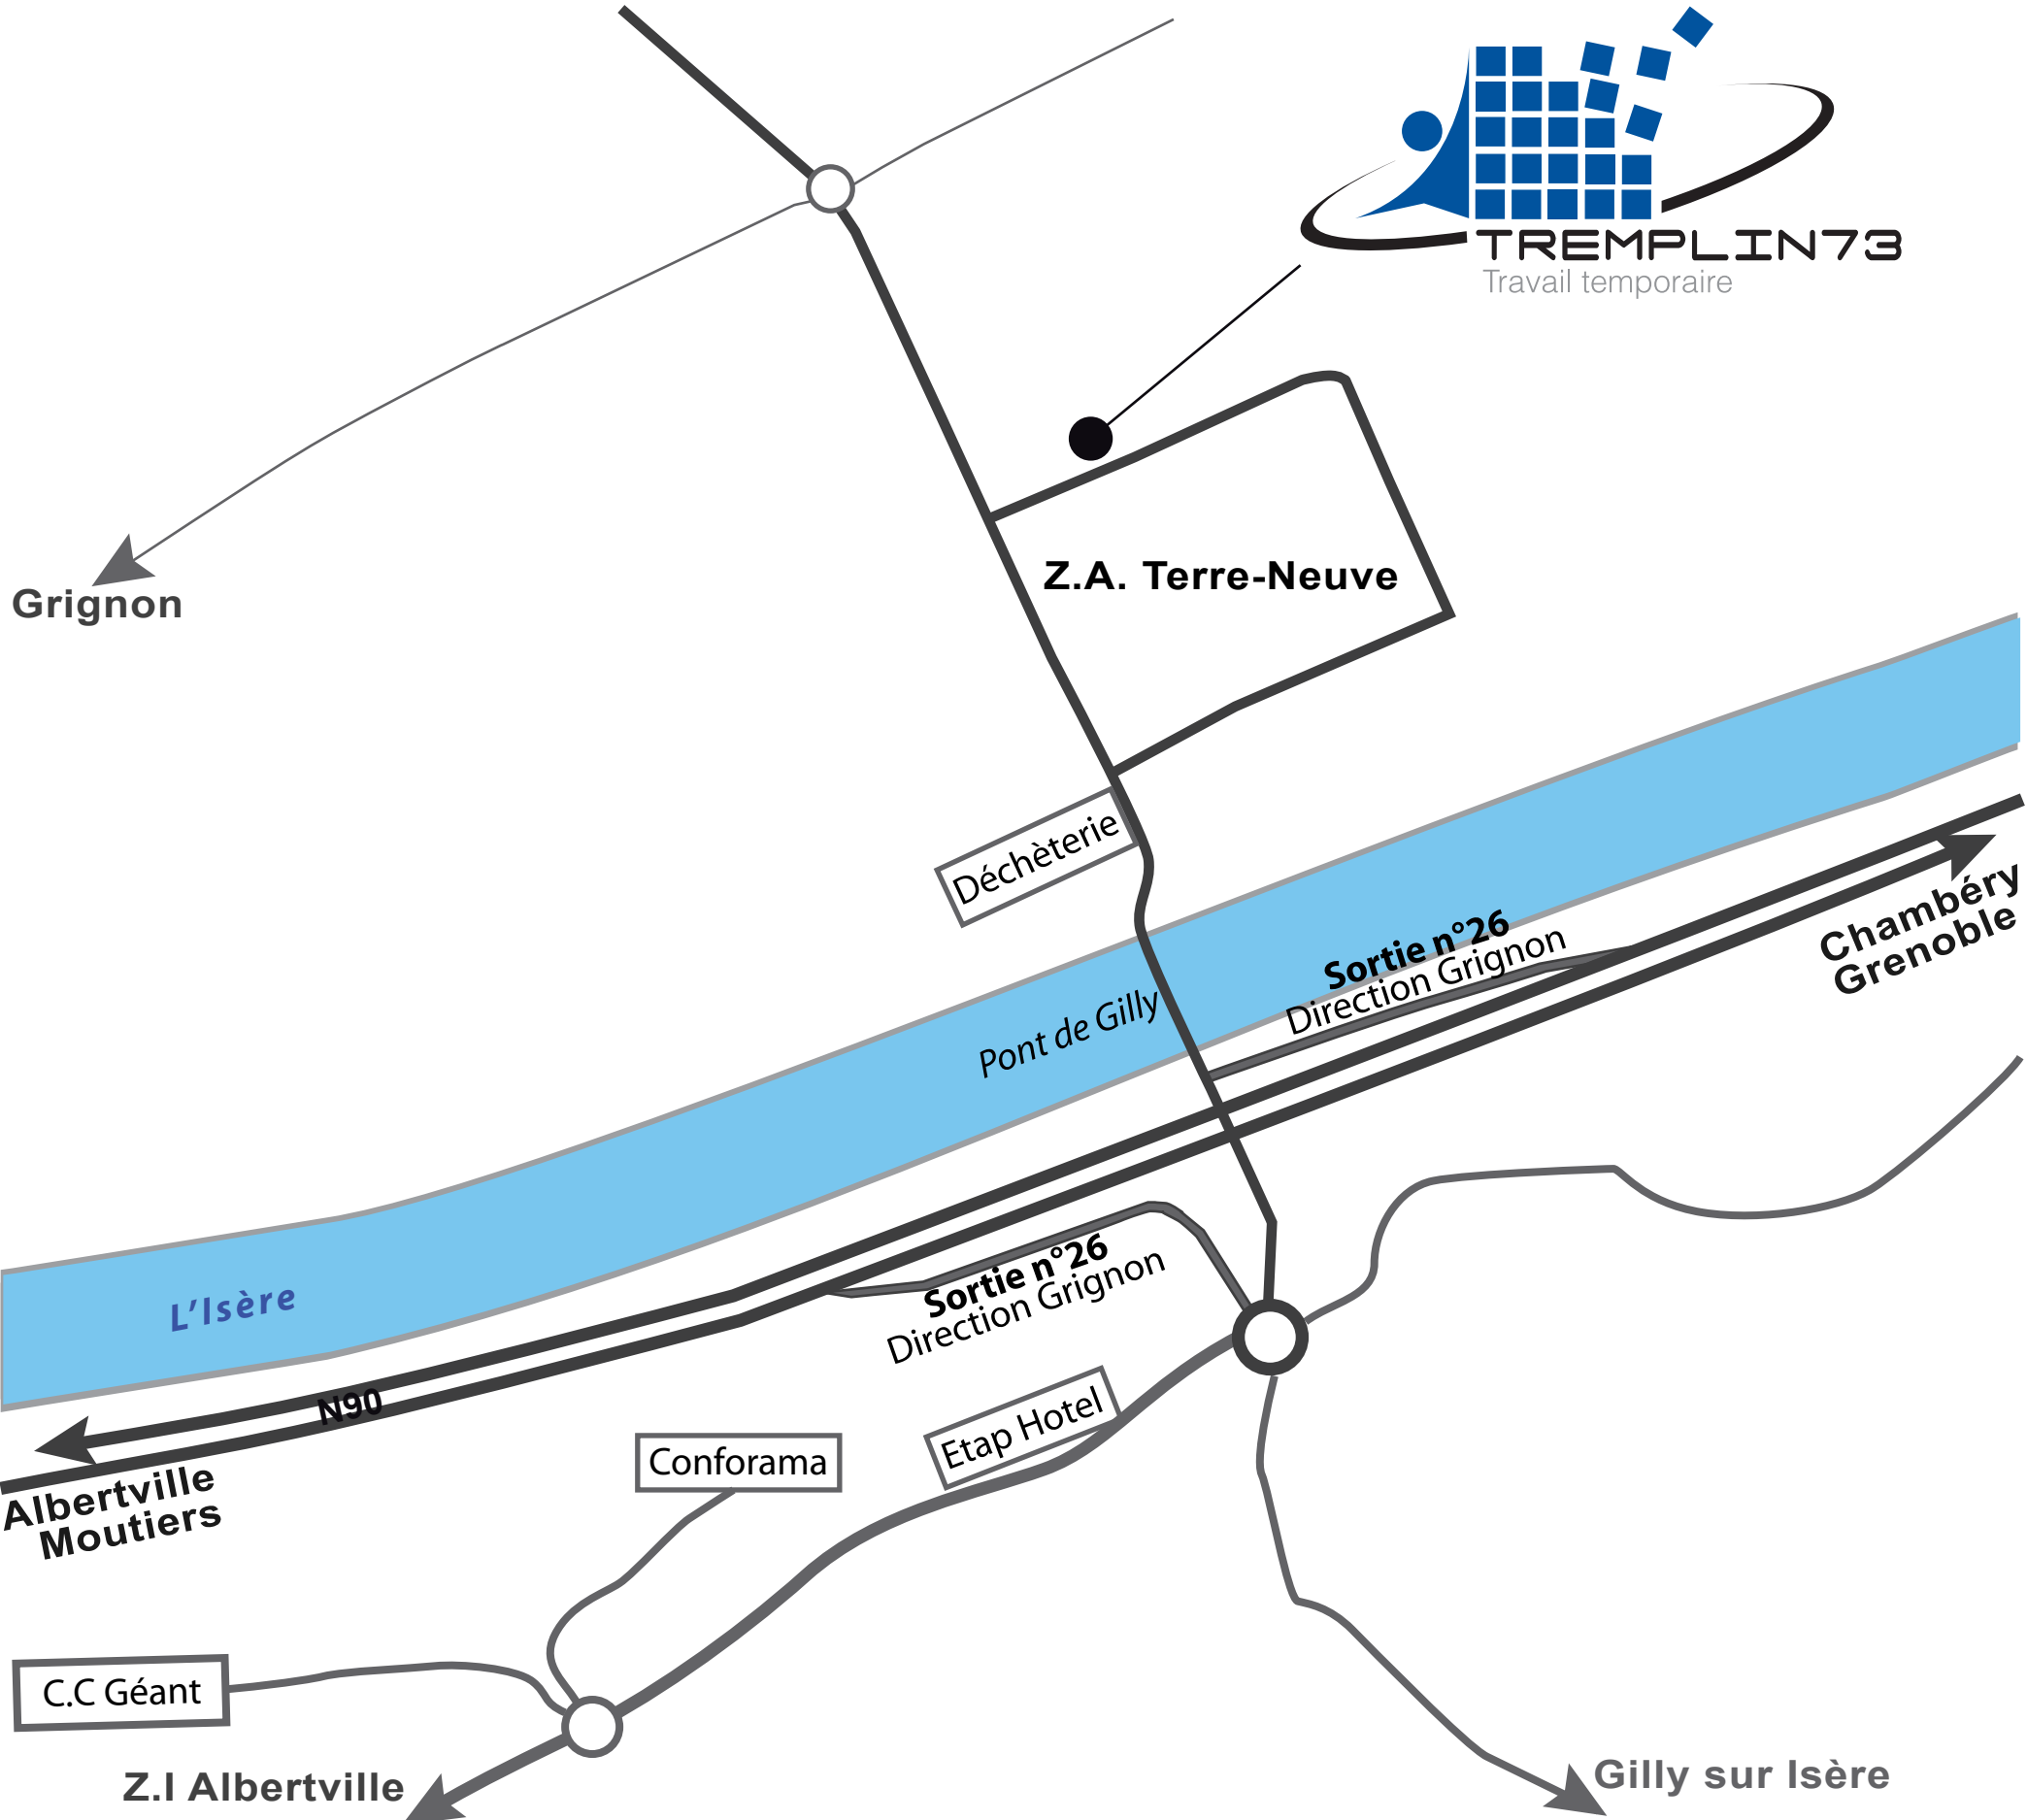 TREMPLIN73
Travail temporaire
Z.A. Terre-Neuve
Grignon
Déchèterie
Chambéry
Grenoble
Sortie n°26
Direction Grignon
Pont de Gilly
L'Isère
Sortie n°26
Direction Grignon
N90
Etap Hotel
Conforama
Albertville
Moutiers
C.C Géant
Z.I Albertville
Gilly sur Isère